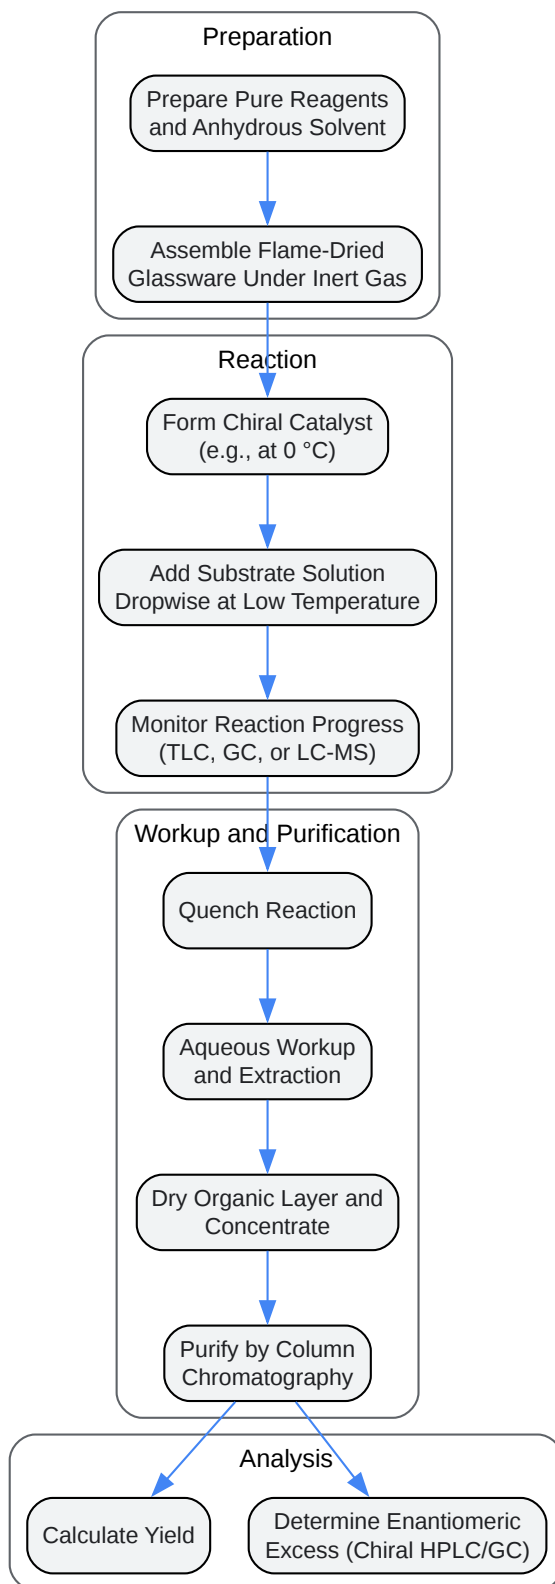 Preparation
Prepare Pure Reagents
and Anhydrous Solvent
Assemble Flame-Dried
Glassware Under Inert Gas
Reaction
Form Chiral Catalyst
(e.g., at 0 °C)
Add Substrate Solution
Dropwise at Low Temperature
Monitor Reaction Progress
(TLC, GC, or LC-MS)
Workup and Purification
Quench Reaction
Aqueous Workup
and Extraction
Dry Organic Layer and
Concentrate
Purify by Column
Chromatography
Analysis
Calculate Yield
Determine Enantiomeric
Excess (Chiral HPLC/GC)